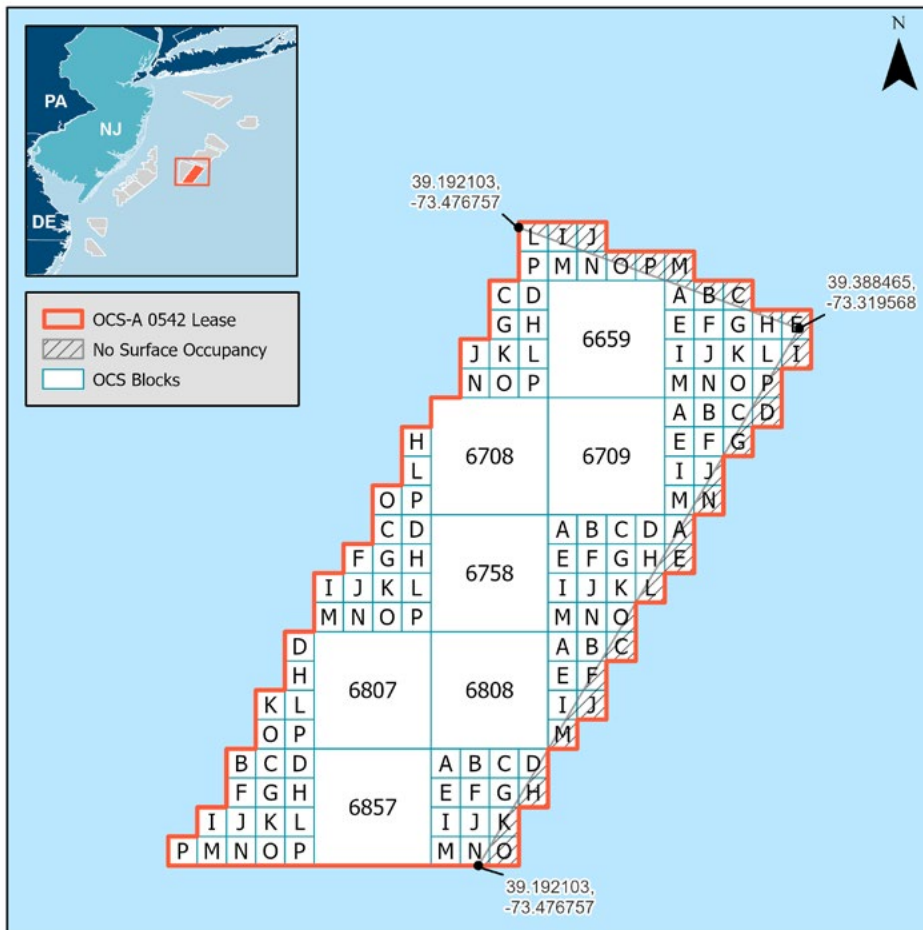 PA
NJ
DE
N
OCS-A 0542 Lease
No Surface Occupancy
OCS Blocks
39.192103,
-73.476757
39.388465,
-73.319568
L I J
P M N O P M
C D A B C
G H E F G H E
6659
J K L I J K L I
N O P M N O P
A B C D
H E F G
6708 6709
L I J
O P M N
C D A B C D A
F G H E F G H E
6758
I J K L I J K L
M N O P M N O
D A B C
H E F
6807 6808
K L I J
O P M
B C D A B C D
F G H E F G H
6857
I J K L I J K
P M N O P M N O
39.192103,
-73.476757